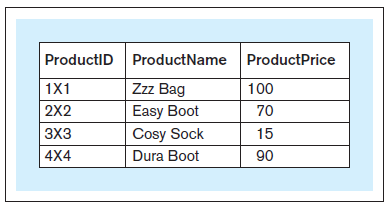 ProductID ProductName ProductPrice
1X1 Zzz Bag 100
2X2 Easy Boot 70
3X3 Cosy Sock 15
4X4 Dura Boot 90